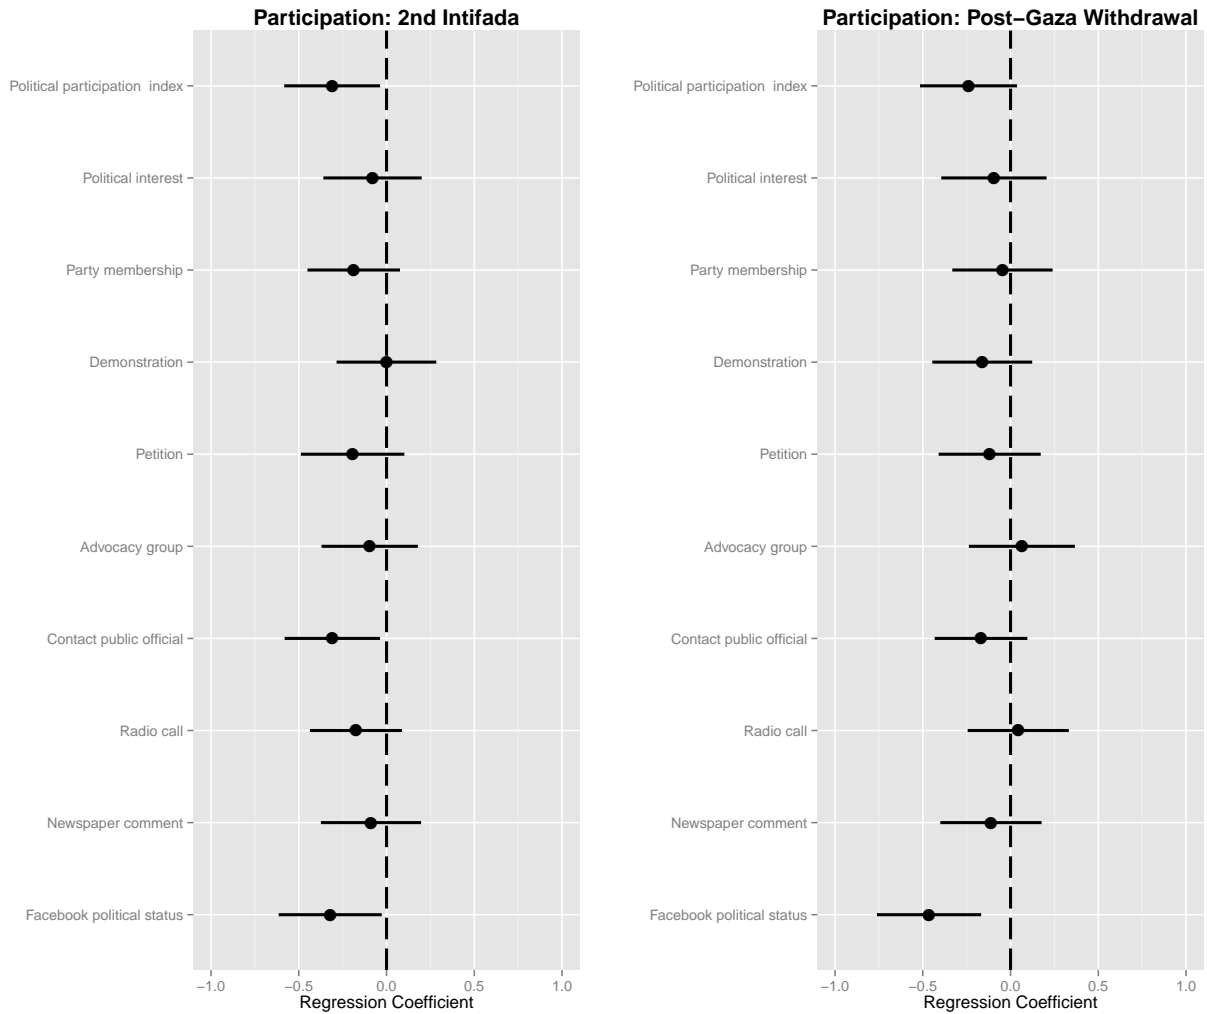 Participation: 2nd Intifada
Political participation  index
Political interest
Party membership
Demonstration
Petition
Advocacy group
Contact public official
Radio call
Newspaper comment
Facebook political status
−1.0 −0.5 0.0 0.5 1.0
Regression Coefficient
Participation: Post−Gaza Withdrawal
Political participation  index
Political interest
Party membership
Demonstration
Petition
Advocacy group
Contact public official
Radio call
Newspaper comment
Facebook political status
−1.0 −0.5 0.0 0.5 1.0
Regression Coefficient